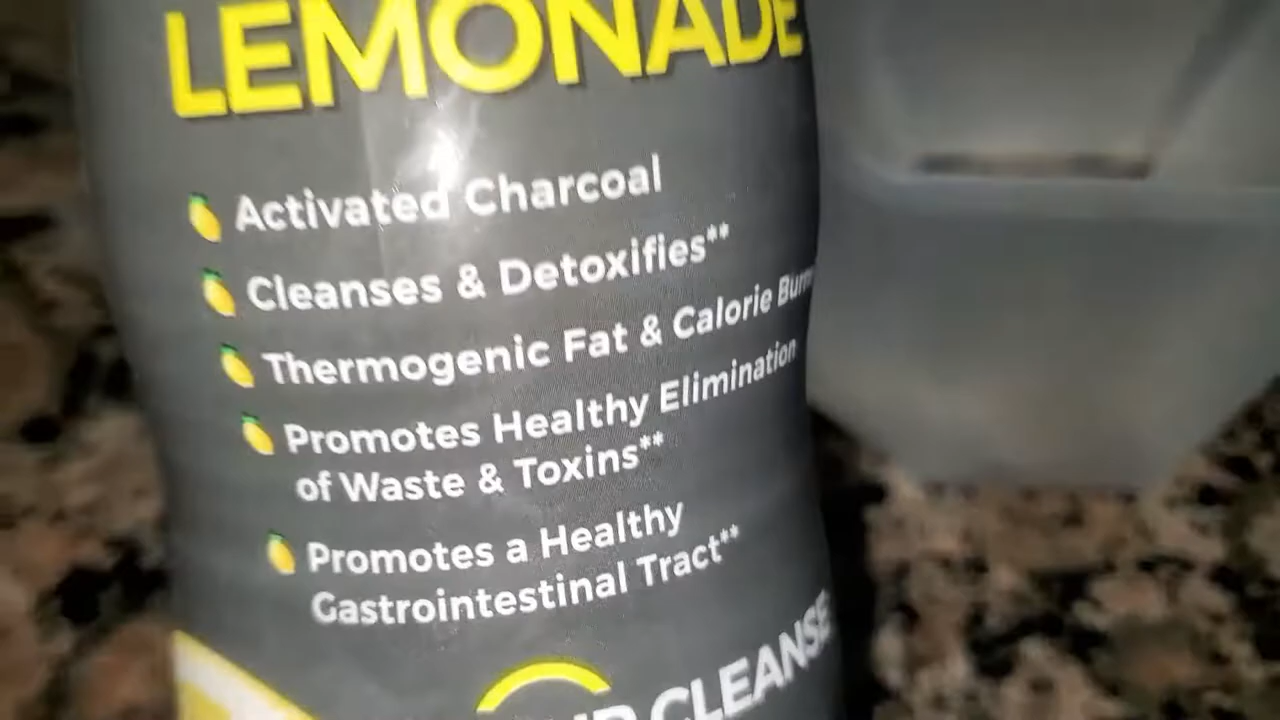 LEMONADE
Activated Charcoal
Cleanses & Detoxifies**
Thermogenic Fat & Calorie
Promotes Healthy Elimination
of Waste & Toxins**
Promotes a Healthy
Gastrointestinal Tract**
CLEANSE